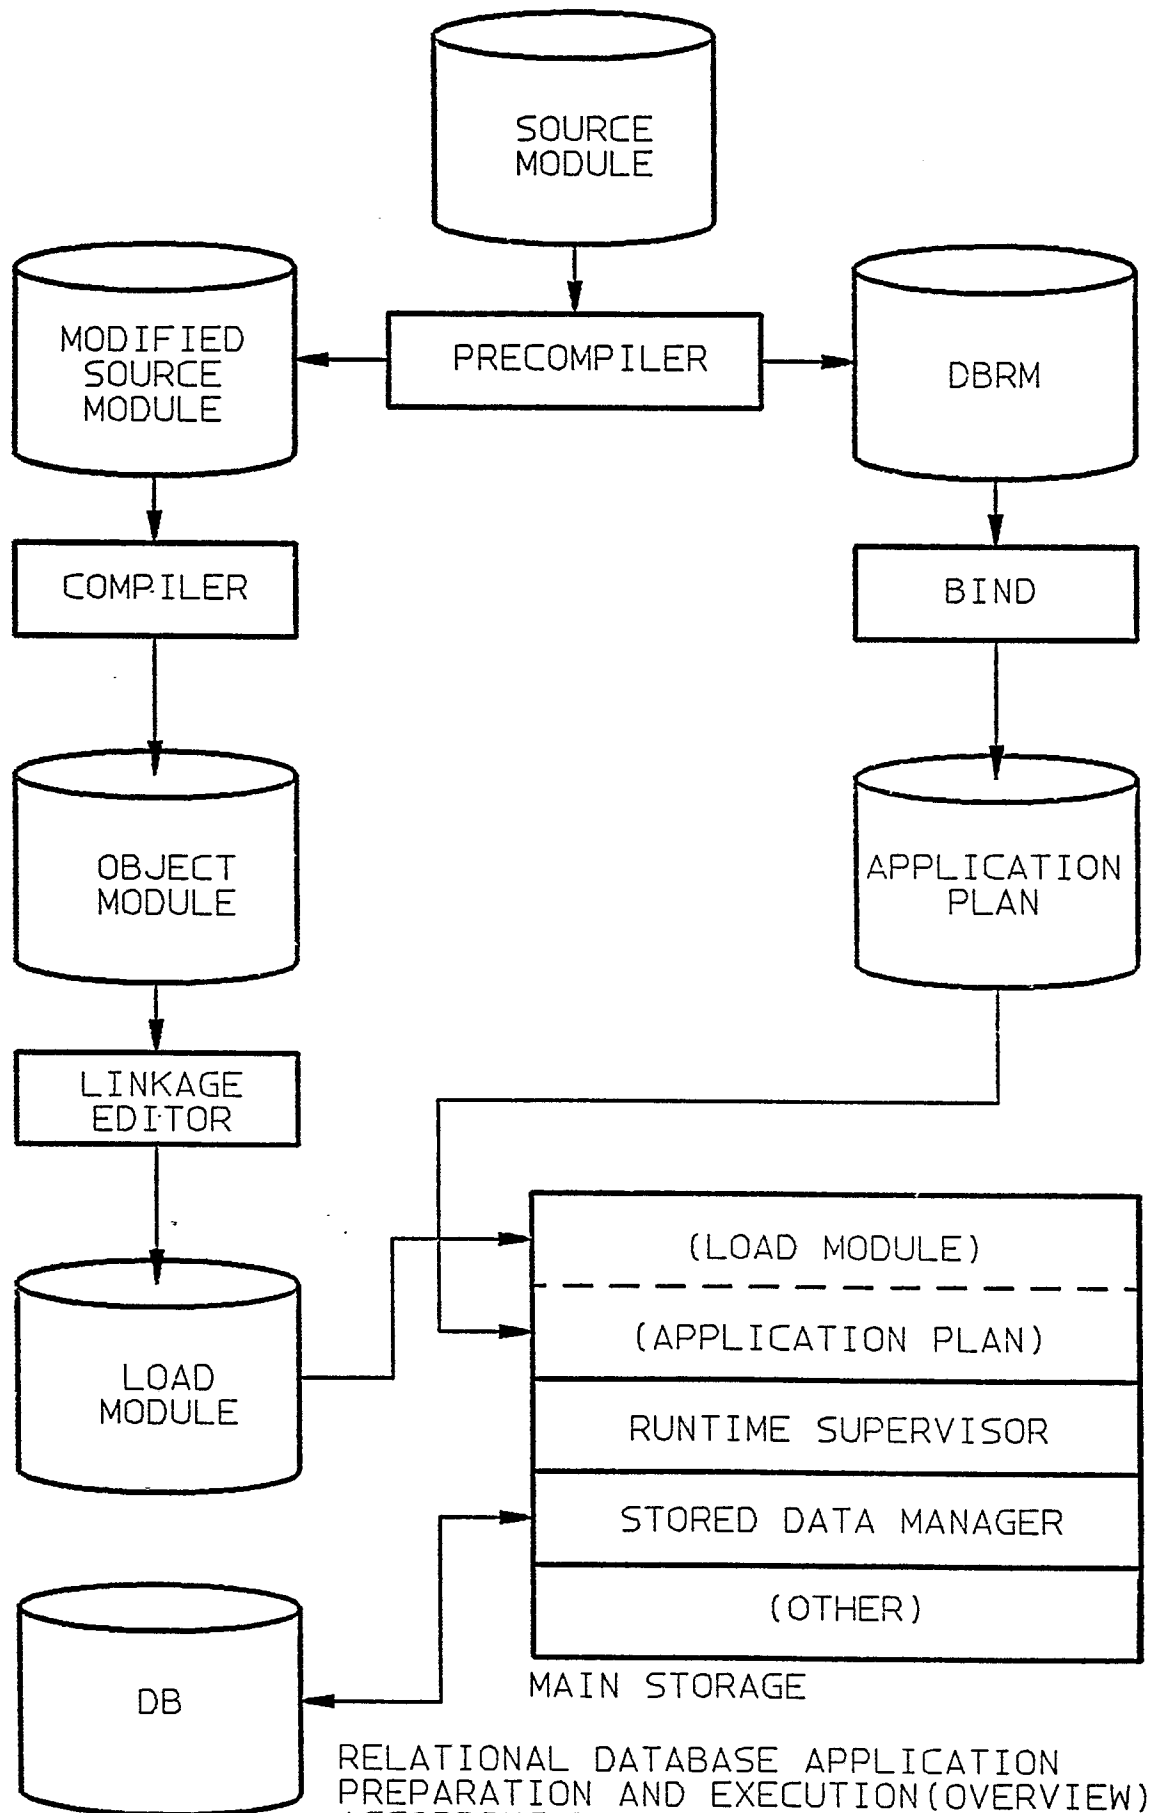 SOURCE
MODULE
MODIFIED
SOURCE
MODULE
PRECOMPILER
DBRM
COMPILER
BIND
OBJECT
MODULE
APPLICATION
PLAN
LINKAGE
EDITOR
LOAD
MODULE
(LOAD MODULE)
(APPLICATION PLAN)
RUNTIME SUPERVISOR
STORED DATA MANAGER
(OTHER)
MAIN STORAGE
DB
RELATIONAL DATABASE APPLICATION
PREPARATION AND EXECUTION(OVERVIEW)